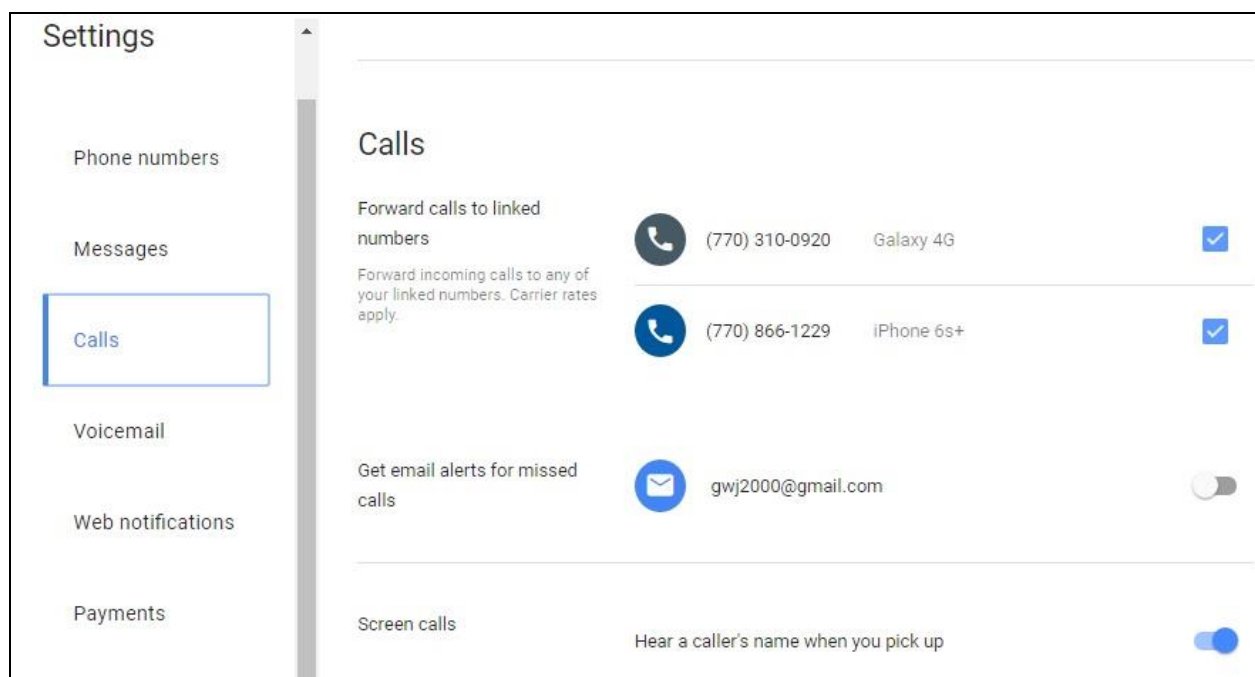 Settings
Phone numbers
Messages
Calls
Voicemail
Web notifications
Payments
Calls
Forward calls to linked
numbers
Forward incoming calls to any of
your linked numbers. Carrier rates
apply.
(770) 310-0920 Galaxy 4G
(770) 866-1229 iPhone 6s+
Get email alerts for missed
calls
gwj2000@gmail.com
Screen calls
Hear a caller's name when you pick up